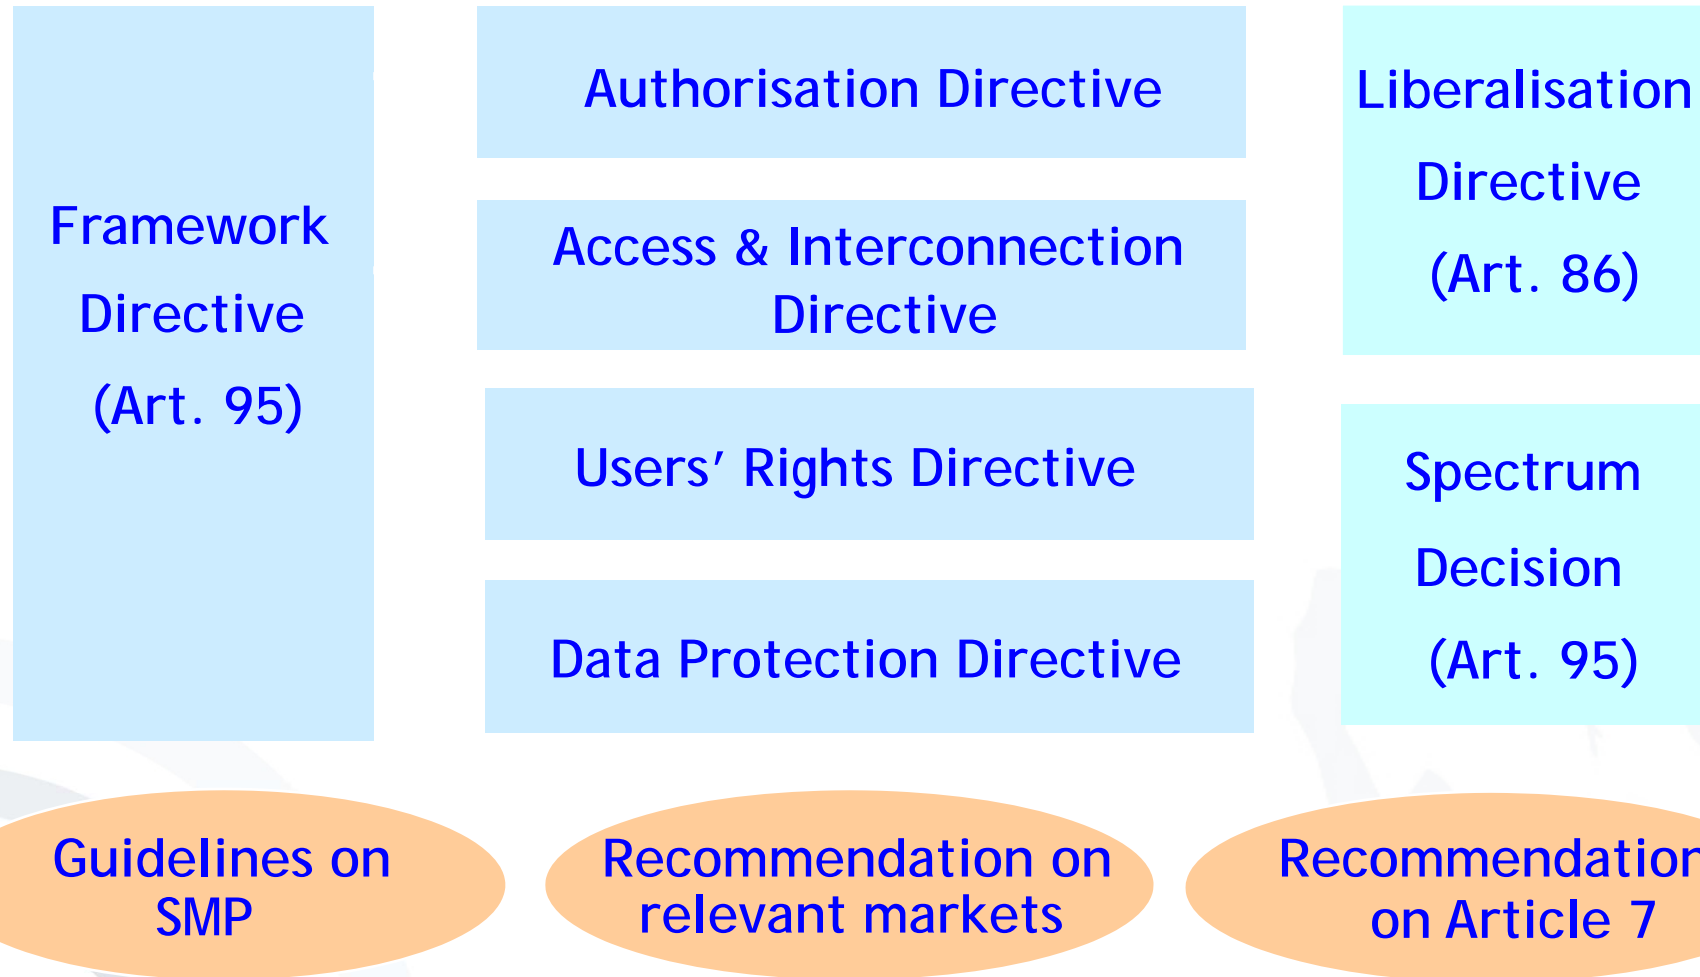 Framework
Directive
(Art. 95)
Authorisation Directive
Access & Interconnection
Directive
Users’ Rights Directive
Data Protection Directive
Liberalisation
Directive
(Art. 86)
Spectrum
Decision
(Art. 95)
Guidelines on
SMP
Recommendation on
relevant markets
Recommendation
on Article 7